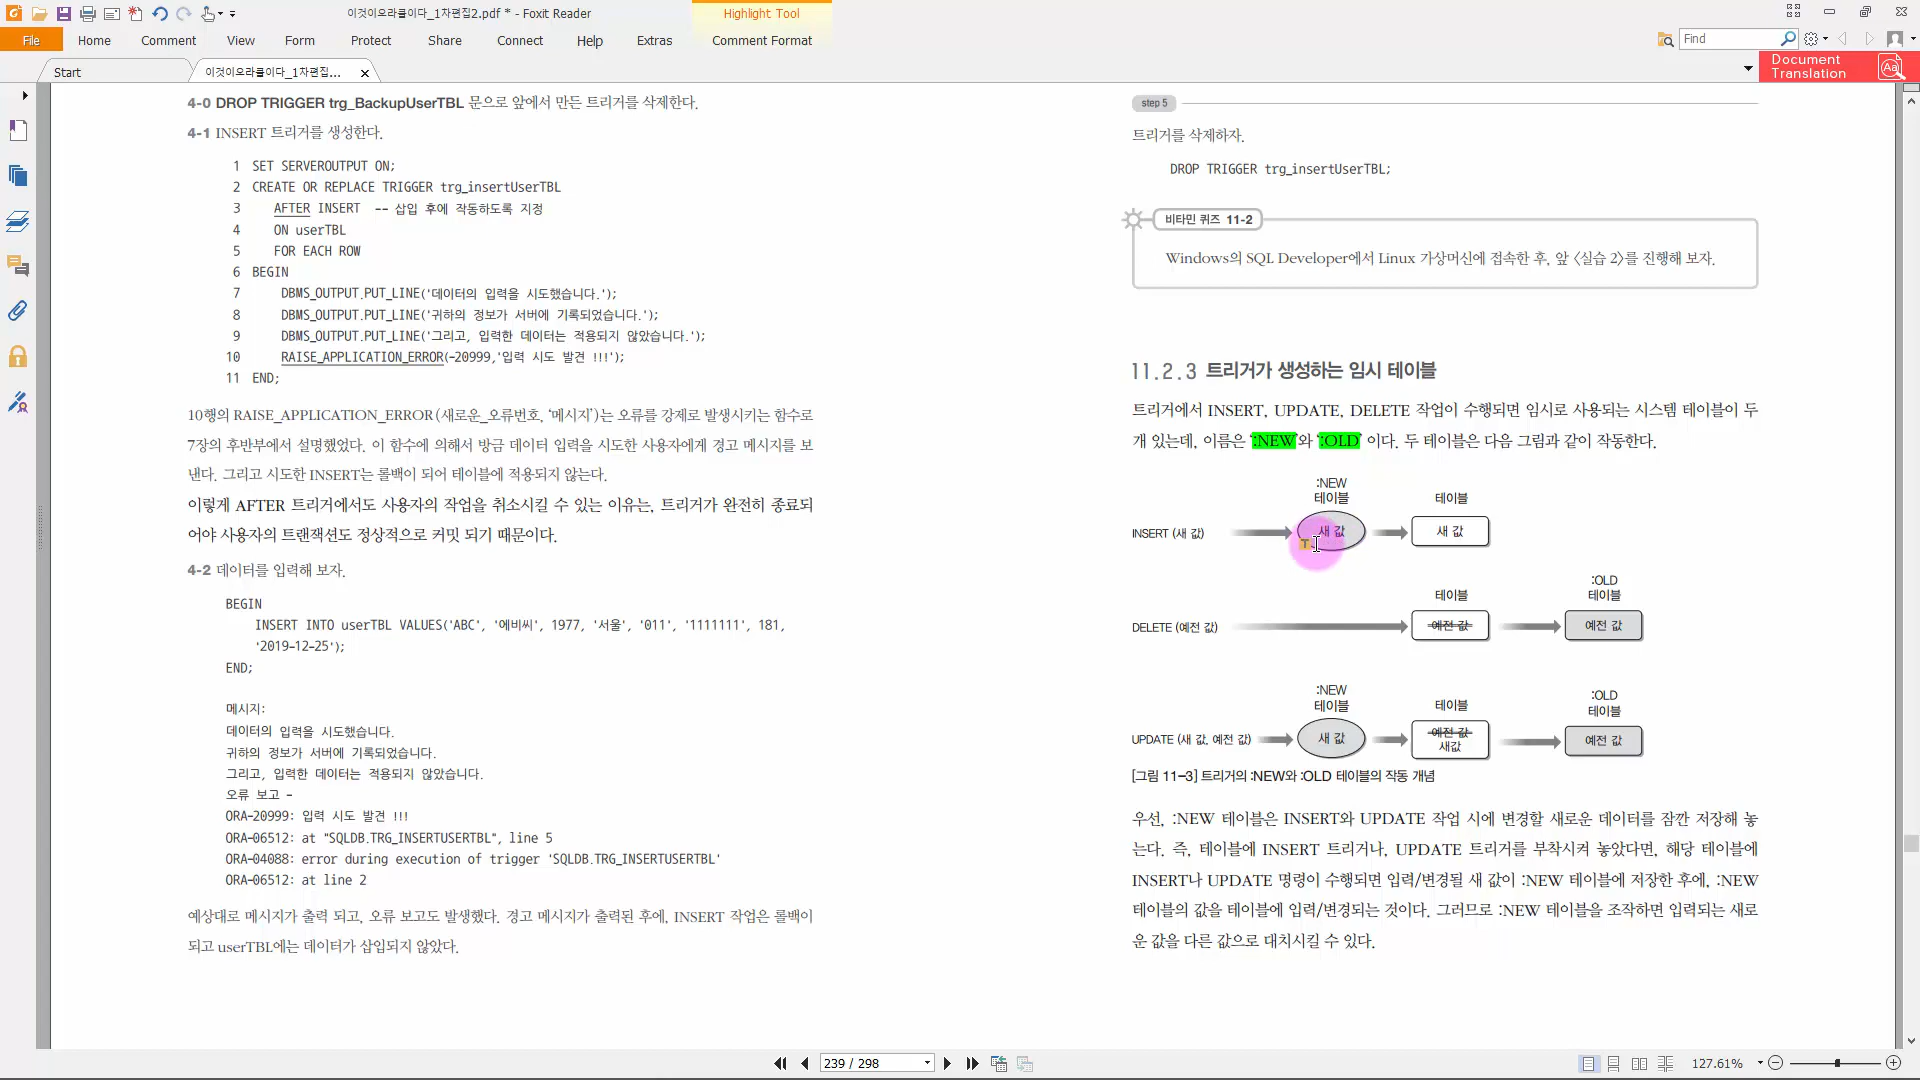 이것이오라클이다_1차편집2.pdf * - Foxit Reader
Highlight Tool
File
Home
Comment
View
Form
Protect
Share
Connect
Help
Extras
Comment Format
Find
Start
이것이오라클이다_1차편집...
Document
Translation
4-0 DROP TRIGGER trg_BackupUserTBL 문으로 앞에서 만든 트리거를 삭제한다.
4-1 INSERT 트리거를 생성한다.
1 SET SERVEROUTPUT ON;
2 CREATE OR REPLACE TRIGGER trg_insertUserTBL
3 AFTER INSERT -- 삽입 후에 작동하도록 지정
4 ON userTBL
5 FOR EACH ROW
6 BEGIN
7 DBMS_OUTPUT.PUT_LINE('데이터의 입력을 시도했습니다.');
8 DBMS_OUTPUT.PUT_LINE('귀하의 정보가 서버에 기록되었습니다.');
9 DBMS_OUTPUT.PUT_LINE('그리고, 입력한 데이터는 적용되지 않았습니다.');
10 RAISE_APPLICATION_ERROR(-20999,'입력 시도 발견 !!!');
11 END;
10행의 RAISE_APPLICATION_ERROR(새로운_오류번호, '메시지')는 오류를 강제로 발생시키는 함수로
7장의 후반부에서 설명했었다. 이 함수에 의해서 방금 데이터 입력을 시도한 사용자에게 경고 메시지를 보
낸다. 그리고 시도한 INSERT는 롤백이 되어 테이블에 적용되지 않는다.
이렇게 AFTER 트리거에서도 사용자의 작업을 취소시킬 수 있는 이유는, 트리거가 완전히 종료되
어야 사용자의 트랜잭션도 정상적으로 커밋 되기 때문이다.
4-2 데이터를 입력해 보자.
BEGIN
INSERT INTO userTBL VALUES('ABC', '에비씨', 1977, '서울', '011', '1111111', 181,
'2019-12-25');
END;
메시지:
데이터의 입력을 시도했습니다.
귀하의 정보가 서버에 기록되었습니다.
그리고, 입력한 데이터는 적용되지 않았습니다.
오류 보고 -
ORA-20999: 입력 시도 발견 !!!
ORA-06512: at "SQLDB.TRG_INSERTUSERTBL", line 5
ORA-04088: error during execution of trigger 'SQLDB.TRG_INSERTUSERTBL'
ORA-06512: at line 2
예상대로 메시지가 출력 되고, 오류 보고도 발생했다. 경고 메시지가 출력된 후에, INSERT 작업은 롤백이
되고 userTBL에는 데이터가 삽입되지 않았다.
step 5
트리거를 삭제하자.
DROP TRIGGER trg_insertUserTBL;
비타민 퀴즈 11-2
Windows의 SQL Developer에서 Linux 가상머신에 접속한 후, 앞 〈실습 2〉를 진행해 보자.
11.2.3 트리거가 생성하는 임시 테이블
트리거에서 INSERT, UPDATE, DELETE 작업이 수행되면 임시로 사용되는 시스템 테이블이 두
개 있는데, 이름은 ':NEW'와 ':OLD' 이다. 두 테이블은 다음 그림과 같이 작동한다.
:NEW
테이블
테이블
INSERT (새 값)
새 값
새 값
:OLD
테이블
테이블
DELETE (예전 값)
예전 값
예전 값
:NEW
테이블
테이블
:OLD
테이블
UPDATE (새 값, 예전 값)
새 값
예전 값
새값
예전 값
[그림 11-3] 트리거의 :NEW와 :OLD 테이블의 작동 개념
우선, :NEW 테이블은 INSERT와 UPDATE 작업 시에 변경할 새로운 데이터를 잠깐 저장해 놓
는다. 즉, 테이블에 INSERT 트리거나, UPDATE 트리거를 부착시켜 놓았다면, 해당 테이블에
INSERT나 UPDATE 명령이 수행되면 입력/변경될 새 값이 :NEW 테이블에 저장한 후에, :NEW
테이블의 값을 테이블에 입력/변경되는 것이다. 그러므로 :NEW 테이블을 조작하면 입력되는 새로
운 값을 다른 값으로 대치시킬 수 있다.
239 / 298
127.61%